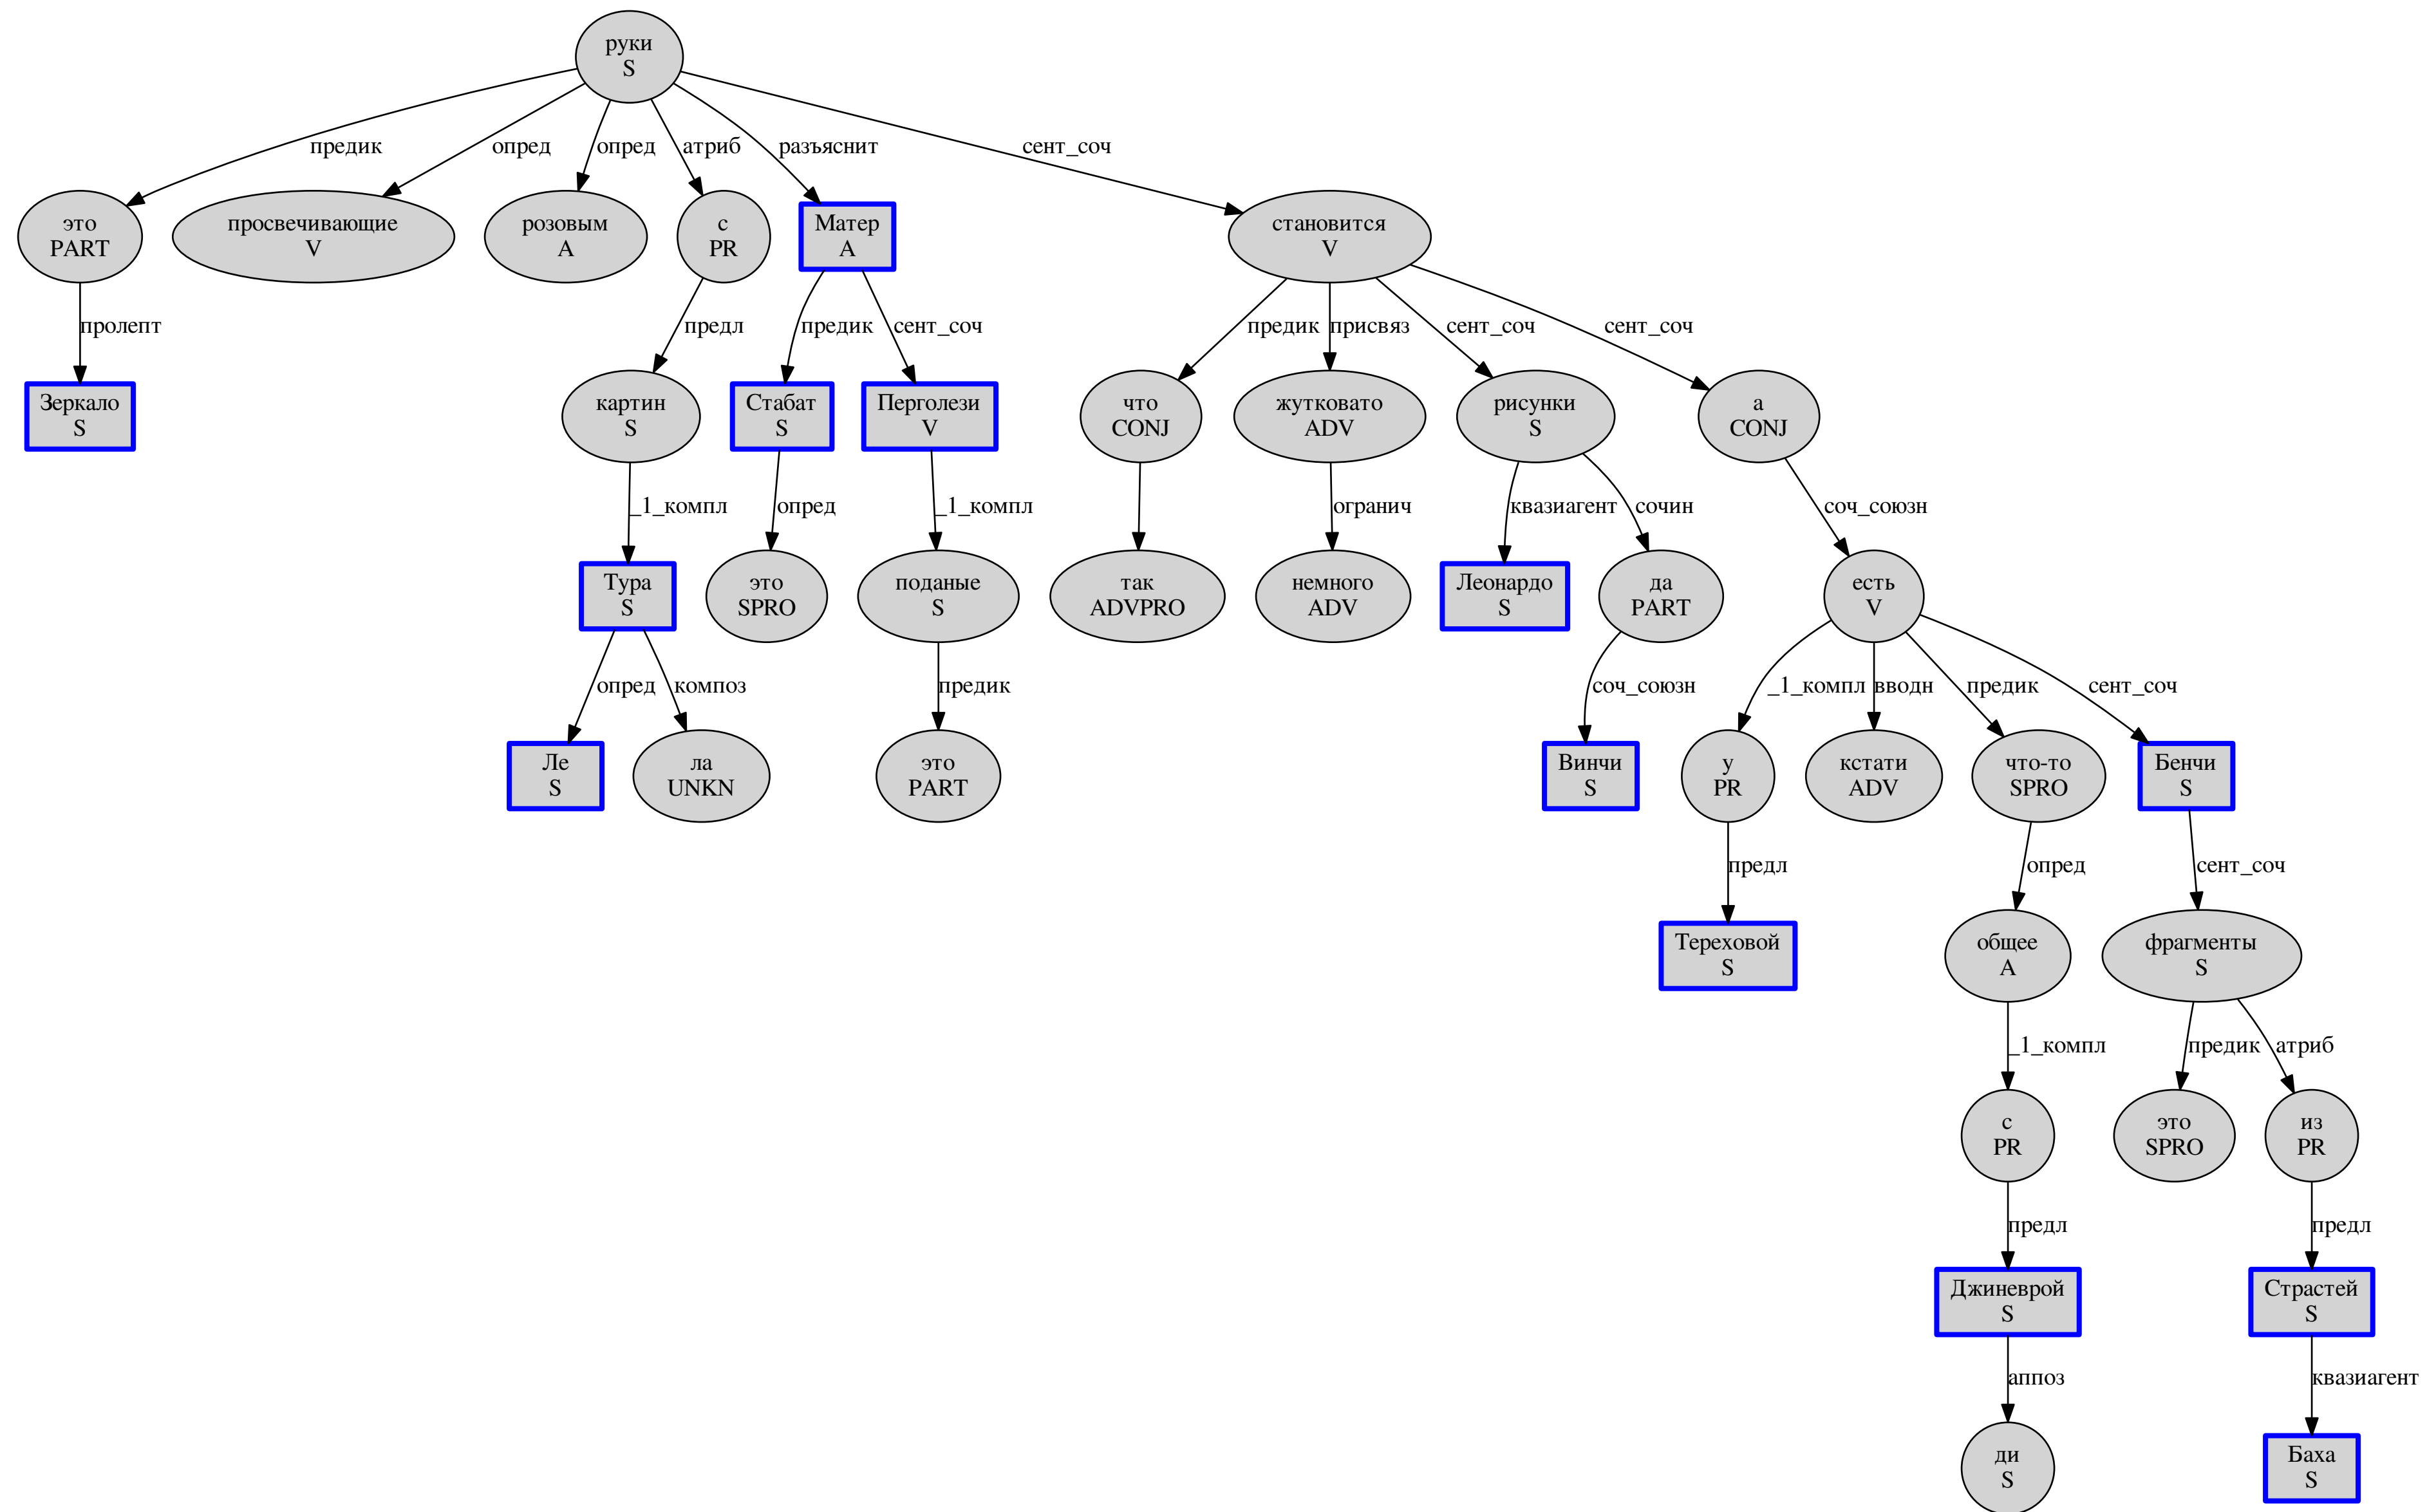 руки
S
предик
опред
опред
атриб
разъяснит
сент_соч
это
PART
просвечивающие
V
розовым
A
с
PR
Матер
A
становится
V
пролепт
предл
предик
сент_соч
предик
присвяз
сент_соч
сент_соч
Зеркало
S
картин
S
Стабат
S
Перголези
V
что
CONJ
жутковато
ADV
рисунки
S
а
CONJ
_1_компл
опред
_1_компл
огранич
квазиагент
сочин
соч_союзн
Тура
S
это
SPRO
поданые
S
так
ADVPRO
немного
ADV
Леонардо
S
да
PART
есть
V
опред
композ
предик
соч_союзн
_1_компл
вводн
предик
сент_соч
Ле
S
ла
UNKN
это
PART
Винчи
S
у
PR
кстати
ADV
что-то
SPRO
Бенчи
S
предл
опред
сент_соч
Тереховой
S
общее
A
фрагменты
S
_1_компл
предик
атриб
с
PR
это
SPRO
из
PR
предл
предл
Джиневрой
S
Страстей
S
аппоз
квазиагент
ди
S
Баха
S